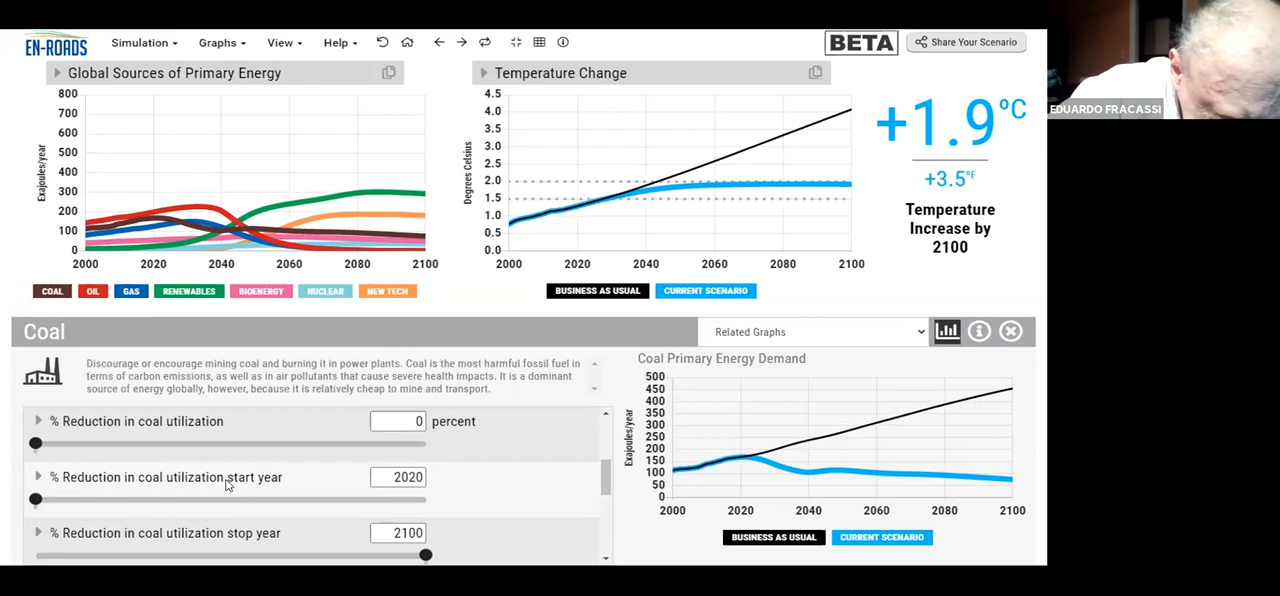 EN-ROADS
Simulation Graphs View Help
BETA
Share Your Scenario
Global Sources of Primary Energy
800
700
600
500
400
300
200
100
0
Exajoules/year
2000 2020 2040 2060 2080 2100
COAL OIL GAS RENEWABLES BIOENERGY NUCLEAR NEW TECH
Temperature Change
4.5
4.0
3.5
3.0
2.5
2.0
1.5
1.0
0.5
0.0
Degrees Celsius
2000 2020 2040 2060 2080 2100
BUSINESS AS USUAL CURRENT SCENARIO
+1.9°C
+3.5°F
Temperature
Increase by
2100
EDUARDO FRACASSI
Coal
Related Graphs
Discourage or encourage mining coal and burning it in power plants. Coal is the most harmful fossil fuel in
terms of carbon emissions, as well as in air pollutants that cause severe health impacts. It is a dominant
source of energy globally, however, because it is relatively cheap to mine and transport.
% Reduction in coal utilization 0 percent
% Reduction in coal utilization start year 2020
% Reduction in coal utilization stop year 2100
Coal Primary Energy Demand
500
450
400
350
300
250
200
150
100
50
0
Exajoules/year
2000 2020 2040 2060 2080 2100
BUSINESS AS USUAL CURRENT SCENARIO